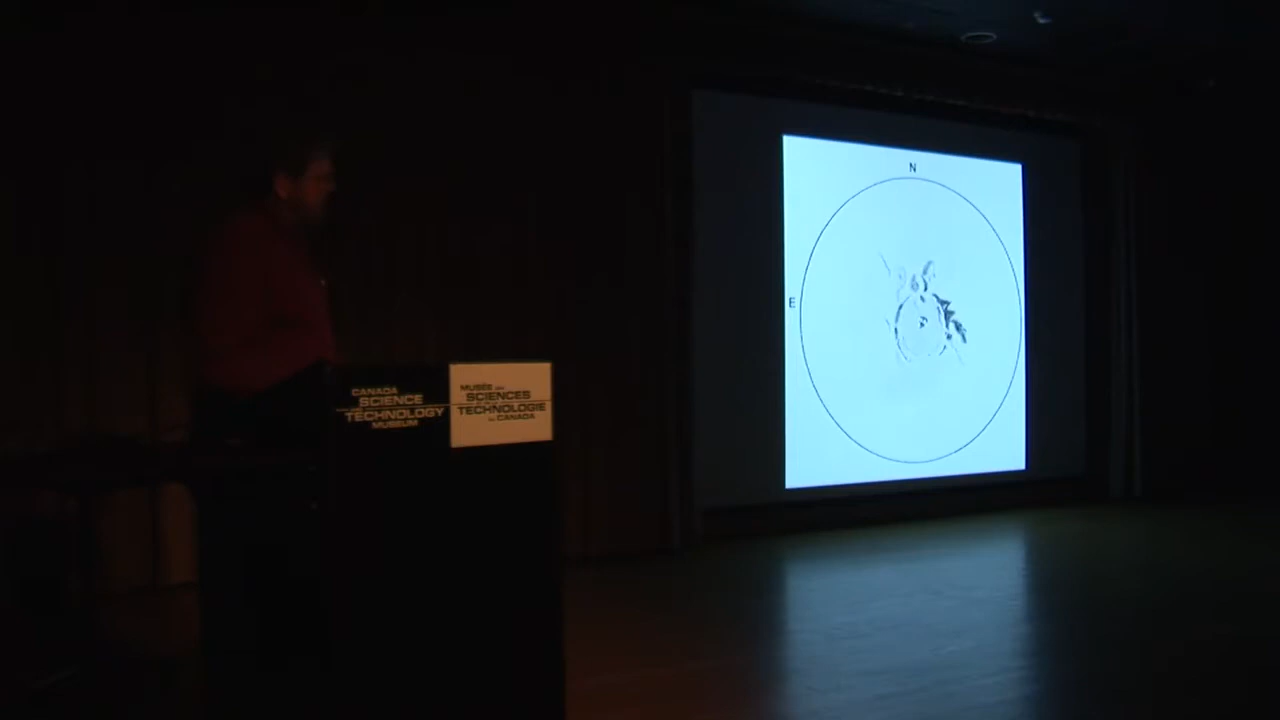 N
E
CANADA
SCIENCE
TECHNOLOGY
MUSEUM
MUSÉE
SCIENCES
TECHNOLOGIE
CANADA